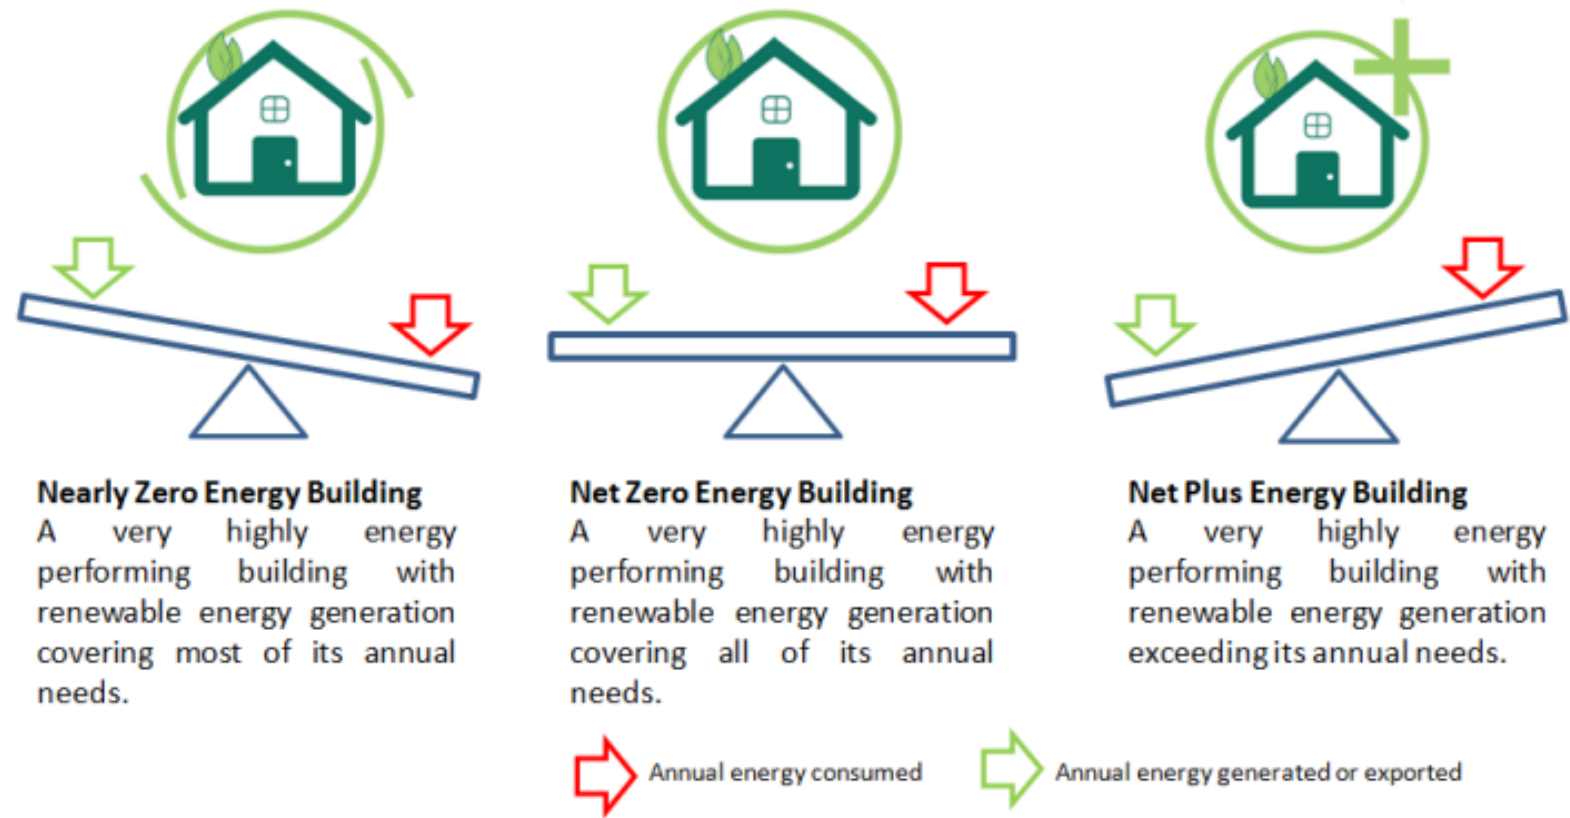 Nearly Zero Energy Building
A very highly energy
performing building with
renewable energy generation
covering most of its annual
needs.
Net Zero Energy Building
A very highly energy
performing building with
renewable energy generation
covering all of its annual
needs.
Net Plus Energy Building
A very highly energy
performing building with
renewable energy generation
exceeding its annual needs.
Annual energy consumed
Annual energy generated or exported